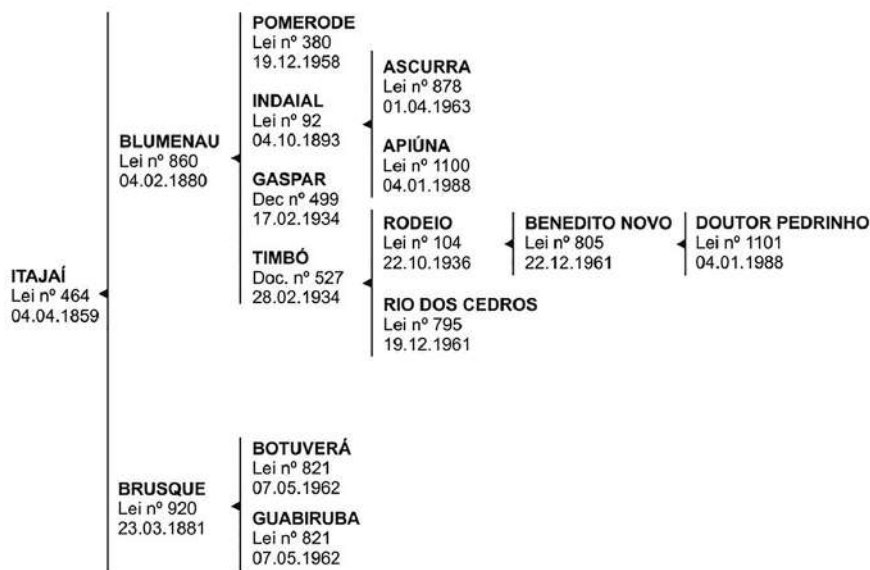 ITAJAÍ
Lei nº 464
04.04.1859
BLUMENAU
Lei nº 860
04.02.1880
POMERODE
Lei nº 380
19.12.1958
INDAIAL
Lei nº 92
04.10.1893
GASPAR
Dec nº 499
17.02.1934
TIMBÓ
Doc. nº 527
28.02.1934
ASCURRA
Lei nº 878
01.04.1963
APIÚNA
Lei nº 1100
04.01.1988
RODEIO
Lei nº 104
22.10.1936
RIO DOS CEDROS
Lei nº 795
19.12.1961
BENEDITO NOVO
Lei nº 805
22.12.1961
DOUTOR PEDRINHO
Lei nº 1101
04.01.1988
BRUSQUE
Lei nº 920
23.03.1881
BOTUVERÁ
Lei nº 821
07.05.1962
GUABIRUBA
Lei nº 821
07.05.1962